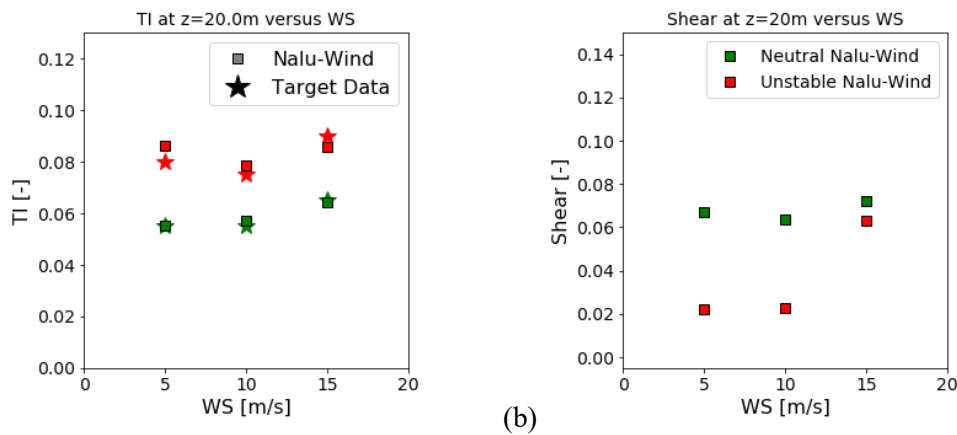 TI at z=20.0m versus WS
TI [-]
0.12
0.10
0.08
0.06
0.04
0.02
0.00
0
5
10
15
20
WS [m/s]
Nalu-Wind
Target Data
(b)
Shear at z=20m versus WS
Shear [-]
0.14
0.12
0.10
0.08
0.06
0.04
0.02
0.00
0
5
10
15
20
WS [m/s]
Neutral Nalu-Wind
Unstable Nalu-Wind